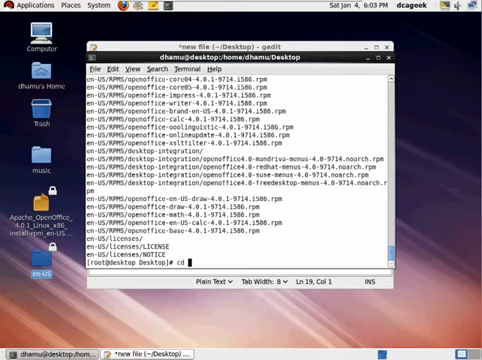 Applications Places System
Sat Jan 4, 6:03 PM dcageek
*new file (~/Desktop) - gedit
dhamu@desktop:/home/dhamu/Desktop
File Edit View Search Terminal Help
en-US/RPMS/openoffice-core04-4.0.1-9714.i586.rpm
en-US/RPMS/openoffice-core05-4.0.1-9714.i586.rpm
en-US/RPMS/openoffice-impress-4.0.1-9714.i586.rpm
en-US/RPMS/openoffice-writer-4.0.1-9714.i586.rpm
en-US/RPMS/openoffice-brand-en-US-4.0.1-9714.i586.rpm
en-US/RPMS/openoffice-calc-4.0.1-9714.i586.rpm
en-US/RPMS/openoffice-ooolinguistic-4.0.1-9714.i586.rpm
en-US/RPMS/openoffice-onlineupdate-4.0.1-9714.i586.rpm
en-US/RPMS/openoffice-xsltfilter-4.0.1-9714.i586.rpm
en-US/RPMS/desktop-integration/
en-US/RPMS/desktop-integration/openoffice4.0-mandriva-menus-4.0-9714.noarch.rpm
en-US/RPMS/desktop-integration/openoffice4.0-redhat-menus-4.0-9714.noarch.rpm
en-US/RPMS/desktop-integration/openoffice4.0-suse-menus-4.0-9714.noarch.rpm
en-US/RPMS/desktop-integration/openoffice4.0-freedesktop-menus-4.0-9714.noarch.r
pm
en-US/RPMS/openoffice-en-US-draw-4.0.1-9714.i586.rpm
en-US/RPMS/openoffice-draw-4.0.1-9714.i586.rpm
en-US/RPMS/openoffice-math-4.0.1-9714.i586.rpm
en-US/RPMS/openoffice-en-US-calc-4.0.1-9714.i586.rpm
en-US/RPMS/openoffice-base-4.0.1-9714.i586.rpm
en-US/licenses/
en-US/licenses/LICENSE
en-US/licenses/NOTICE
[root@desktop Desktop]# cd
Plain Text Tab Width: 8 Ln 19, Col 1 INS
Computer
dhamu's Home
Trash
music
Apache_OpenOffice_
4.0.1_Linux_x86_
install-rpm_en-US....
en-US
dhamu@desktop:/hom...
*new file (~/Desktop) ...